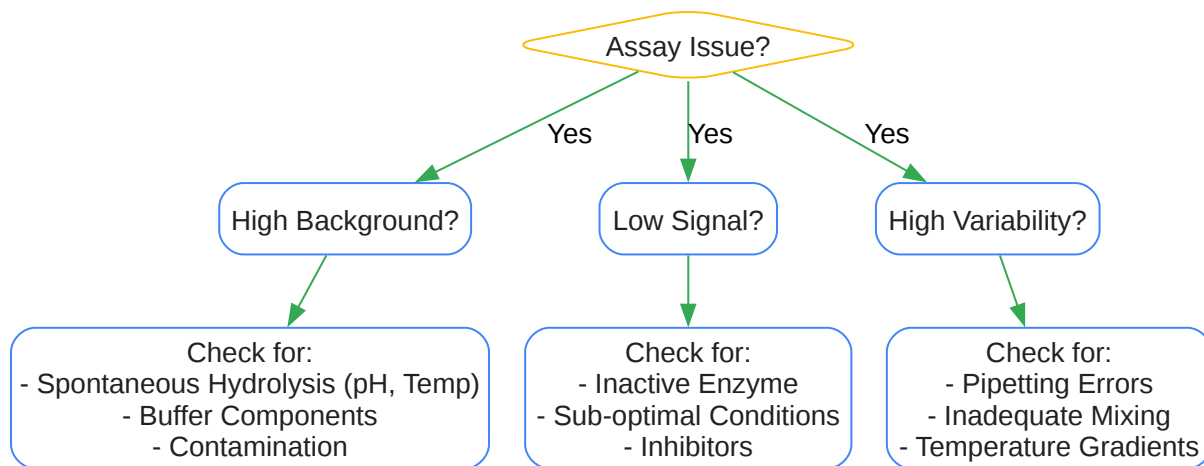 Assay Issue?
Yes
Yes
Yes
High Background?
Low Signal?
High Variability?
Check for:
- Spontaneous Hydrolysis (pH, Temp)
- Buffer Components
- Contamination
Check for:
- Inactive Enzyme
- Sub-optimal Conditions
- Inhibitors
Check for:
- Pipetting Errors
- Inadequate Mixing
- Temperature Gradients